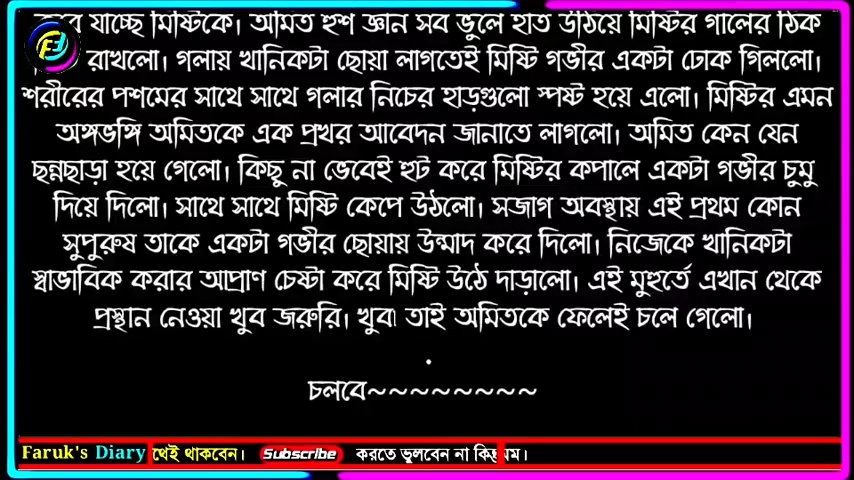 যাচ্ছে মিষ্টিকে। অমিত হুশ জ্ঞান সব ভুলে হাত উঠিয়ে মিষ্টির গালের ঠিক
রাখলো। গলায় খানিকটা ছোয়া লাগতেই মিষ্টি গভীর একটা ঢোক গিললো।
শরীরের পশমের সাথে সাথে গলার নিচের হাড়গুলো স্পষ্ট হয়ে এলো। মিষ্টির এমন
অঙ্গভঙ্গি অমিতকে এক প্রখর আবেদন জানাতে লাগলো। অমিত কেন যেন
ছন্নছাড়া হয়ে গেলো। কিছু না ভেবেই হুট করে মিষ্টির কপালে একটা গভীর চুমু
দিয়ে দিলো। সাথে সাথে মিষ্টি কেপে উঠলো। সজাগ অবস্থায় এই প্রথম কোন
সুপুরুষ তাকে একটা গভীর ছোয়ায় উম্মাদ করে দিলো। নিজেকে খানিকটা
স্বাভাবিক করার আপ্রাণ চেষ্টা করে মিষ্টি উঠে দাড়ালো। এই মুহুর্তে এখান থেকে
প্রস্থান নেওয়া খুব জরুরি। খুব৷ তাই অমিতকে ফেলেই চলে গেলো।
.
চলবে~~~~~~~~
Faruk's Diary থেই থাকবেন। Subscribe করতে ভুলবেন না